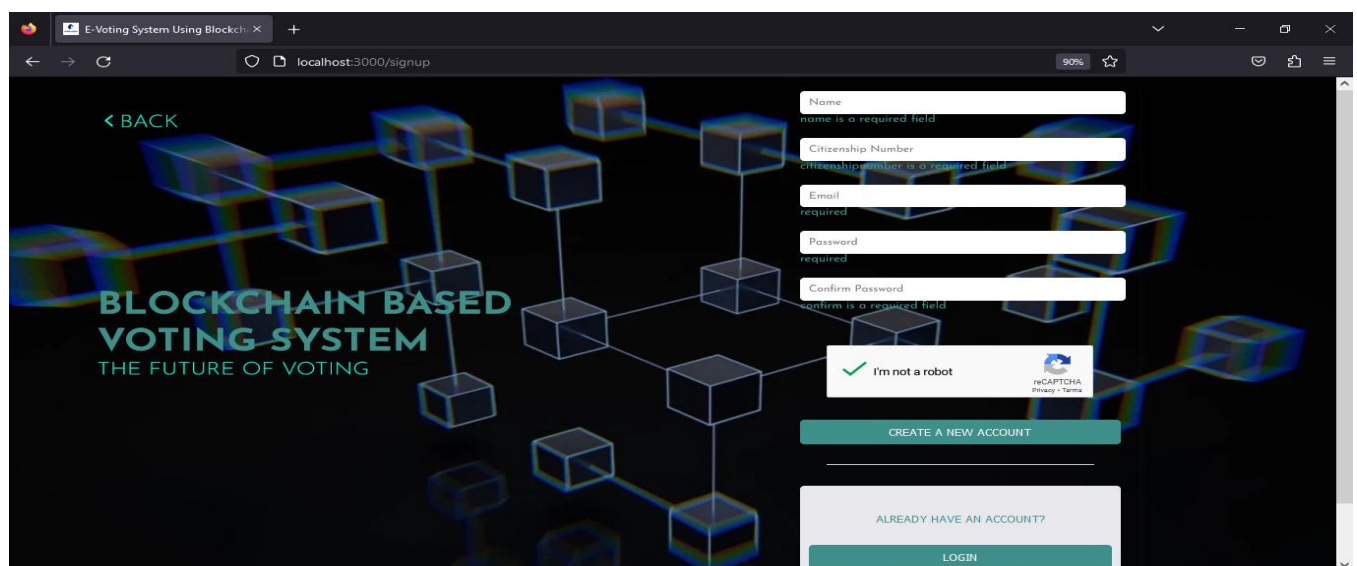 E-Voting System Using Blockcha
localhost:3000/signup
90%
BACK
BLOCKCHAIN BASED
VOTING SYSTEM
THE FUTURE OF VOTING
Name
name is a required field
Citizenship Number
citizenshipnumber is a required field
Email
required
Password
required
Confirm Password
confirm is a required field
I'm not a robot
reCAPTCHA
Privacy - Terms
CREATE A NEW ACCOUNT
ALREADY HAVE AN ACCOUNT?
LOGIN